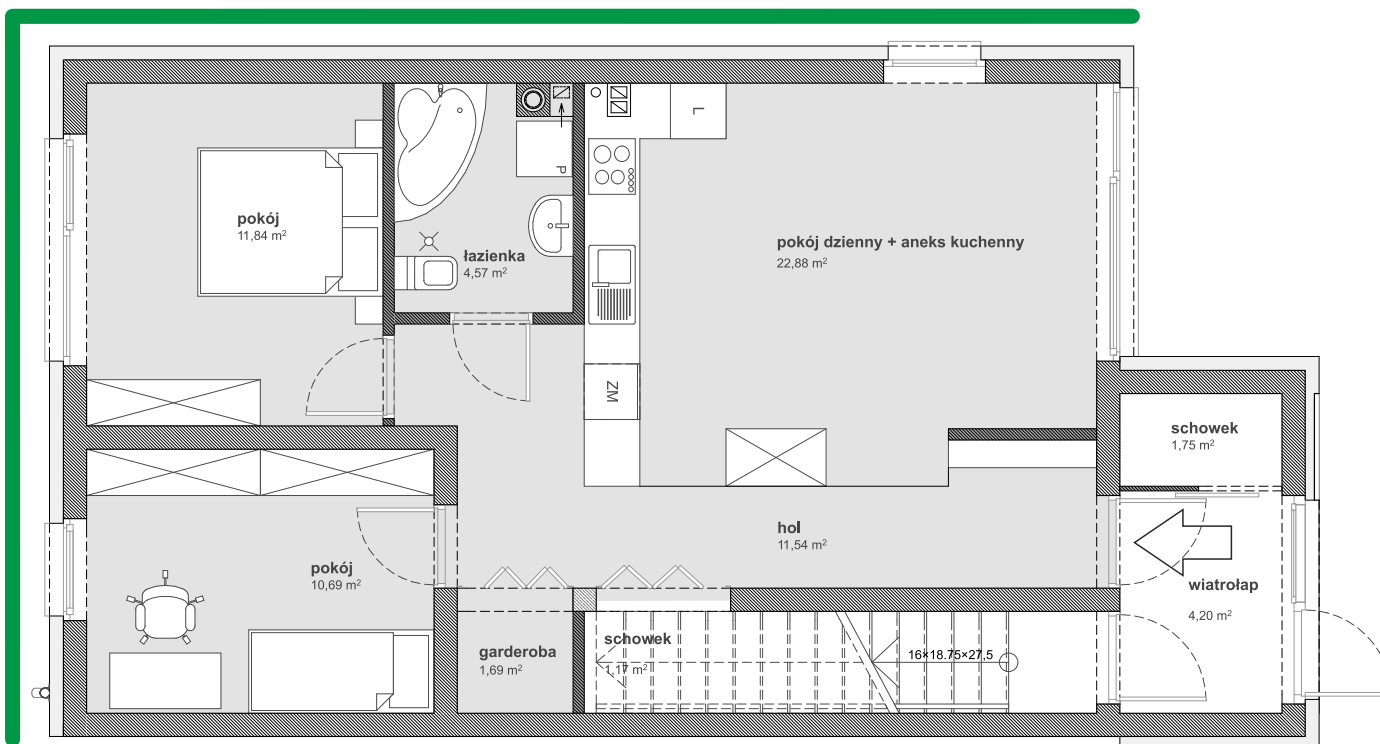 L
P
pokój
11,84 m²
łazienka
4,57 m²
pokój dzienny + aneks kuchenny
22,88 m²
ZM
schowek
1,75 m²
hol
11,54 m²
pokój
10,69 m²
wiatrołap
4,20 m²
garderoba
1,69 m²
schowek
1,17 m²
16×18.75×27,5